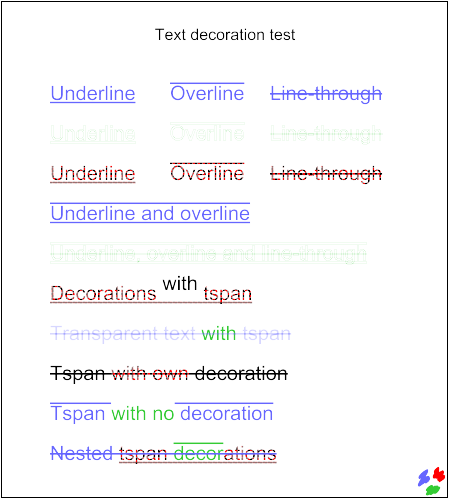 Text decoration test
Underline Overline Line-through
Underline Overline Line-through
Underline Overline Line-through
Underline and overline
Underline, overline and line-through
Decorations with tspan
Transparent text with tspan
Tspan with own decoration
Tspan with no decoration
Nested tspan decorations